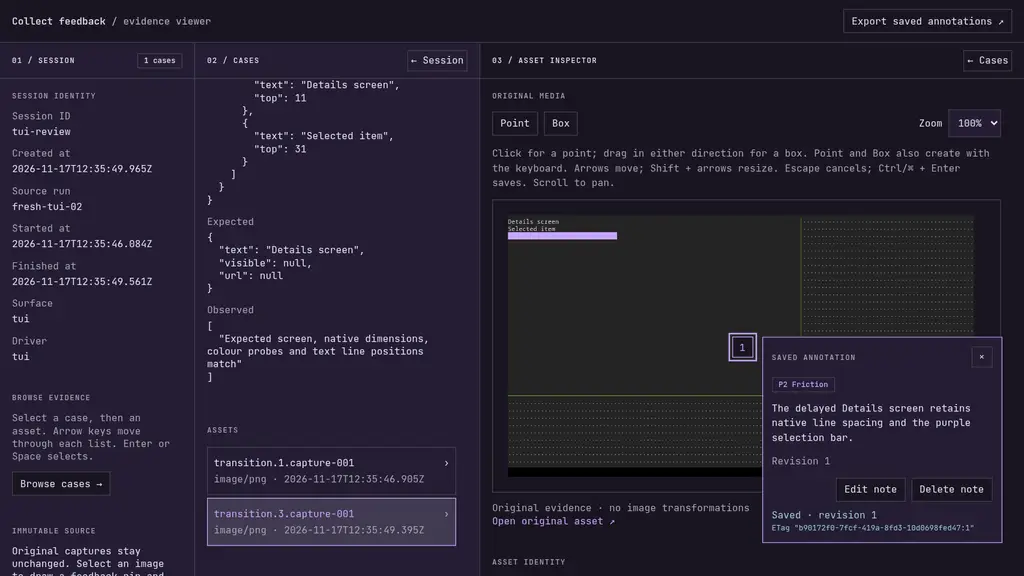 Collect feedback / evidence viewer
Export saved annotations ↗
01 / SESSION
1 cases
SESSION IDENTITY
Session ID
tui-review
Created at
2026-11-17T12:35:49.965Z
Source run
fresh-tui-02
Started at
2026-11-17T12:35:46.084Z
Finished at
2026-11-17T12:35:49.561Z
Surface
tui
Driver
tui
BROWSE EVIDENCE
Select a case, then an
asset. Arrow keys move
through each list. Enter or
Space selects.
Browse cases →
IMMUTABLE SOURCE
Original captures stay
unchanged. Select an image
to draw a feedback pin and
02 / CASES
← Session
"text": "Details screen",
"top": 11
},
{
"text": "Selected item",
"top": 31
}
]
}
}
Expected
{
"text": "Details screen",
"visible": null,
"url": null
}
Observed
[
"Expected screen, native dimensions,
colour probes and text line positions
match"
]
ASSETS
transition.1.capture-001 ›
image/png · 2026-11-17T12:35:46.905Z
transition.3.capture-001 ›
image/png · 2026-11-17T12:35:49.395Z
03 / ASSET INSPECTOR
← Cases
ORIGINAL MEDIA
Point
Box
Zoom
100%
Click for a point; drag in either direction for a box. Point and Box also create with
the keyboard. Arrows move; Shift + arrows resize. Escape cancels; Ctrl/⌘ + Enter
saves. Scroll to pan.
Details screen
Selected item
1
SAVED ANNOTATION
×
P2 Friction
The delayed Details screen retains
native line spacing and the purple
selection bar.
Revision 1
Edit note
Delete note
Saved · revision 1
ETag "b90172f0-7fcf-419a-8fd3-10d0698fed47:1"
Original evidence · no image transformations
Open original asset ↗
ASSET IDENTITY